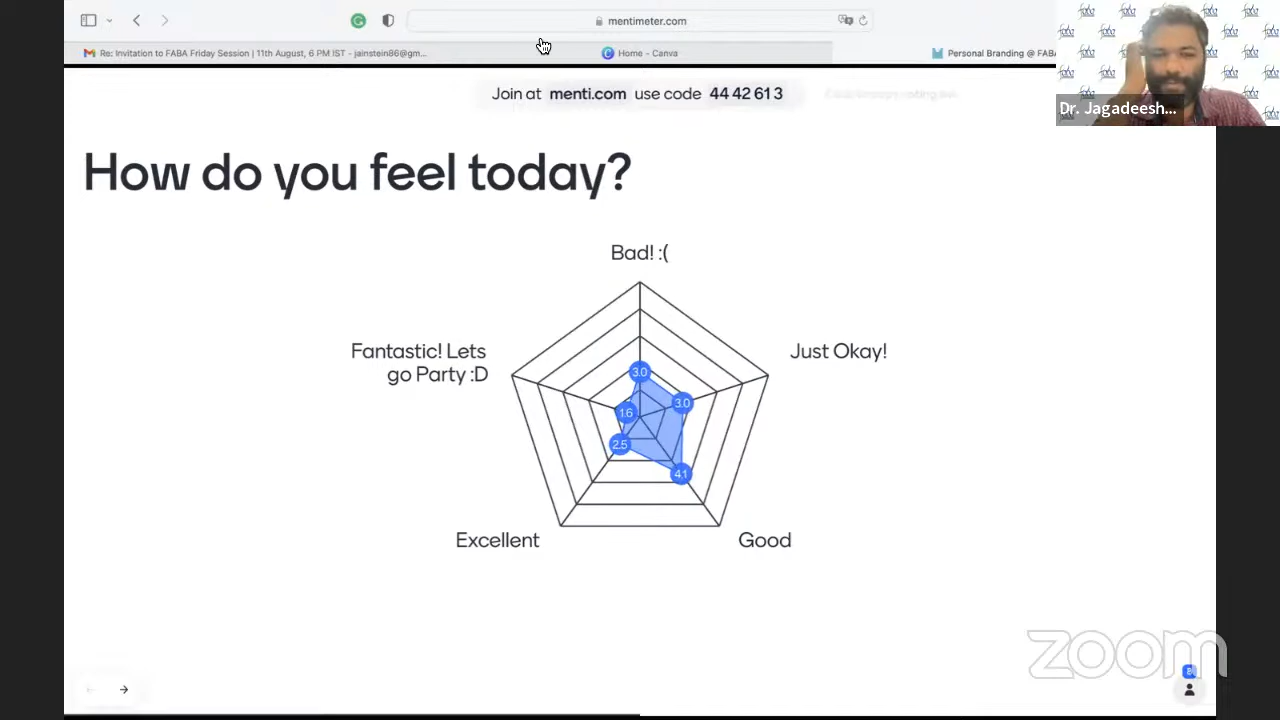 mentimeter.com
Re: Invitation to FABA Friday Session | 11th August, 6 PM IST - jainstein86@gm...
Home - Canva
Personal Branding @ FABA
Dr. Jagadeesh...
Join at menti.com use code 44 42 61 3
How do you feel today?
Bad! :(
Fantastic! Lets
go Party :D
Just Okay!
3.0
3.0
1.6
2.5
4.1
Excellent
Good
zoom
8